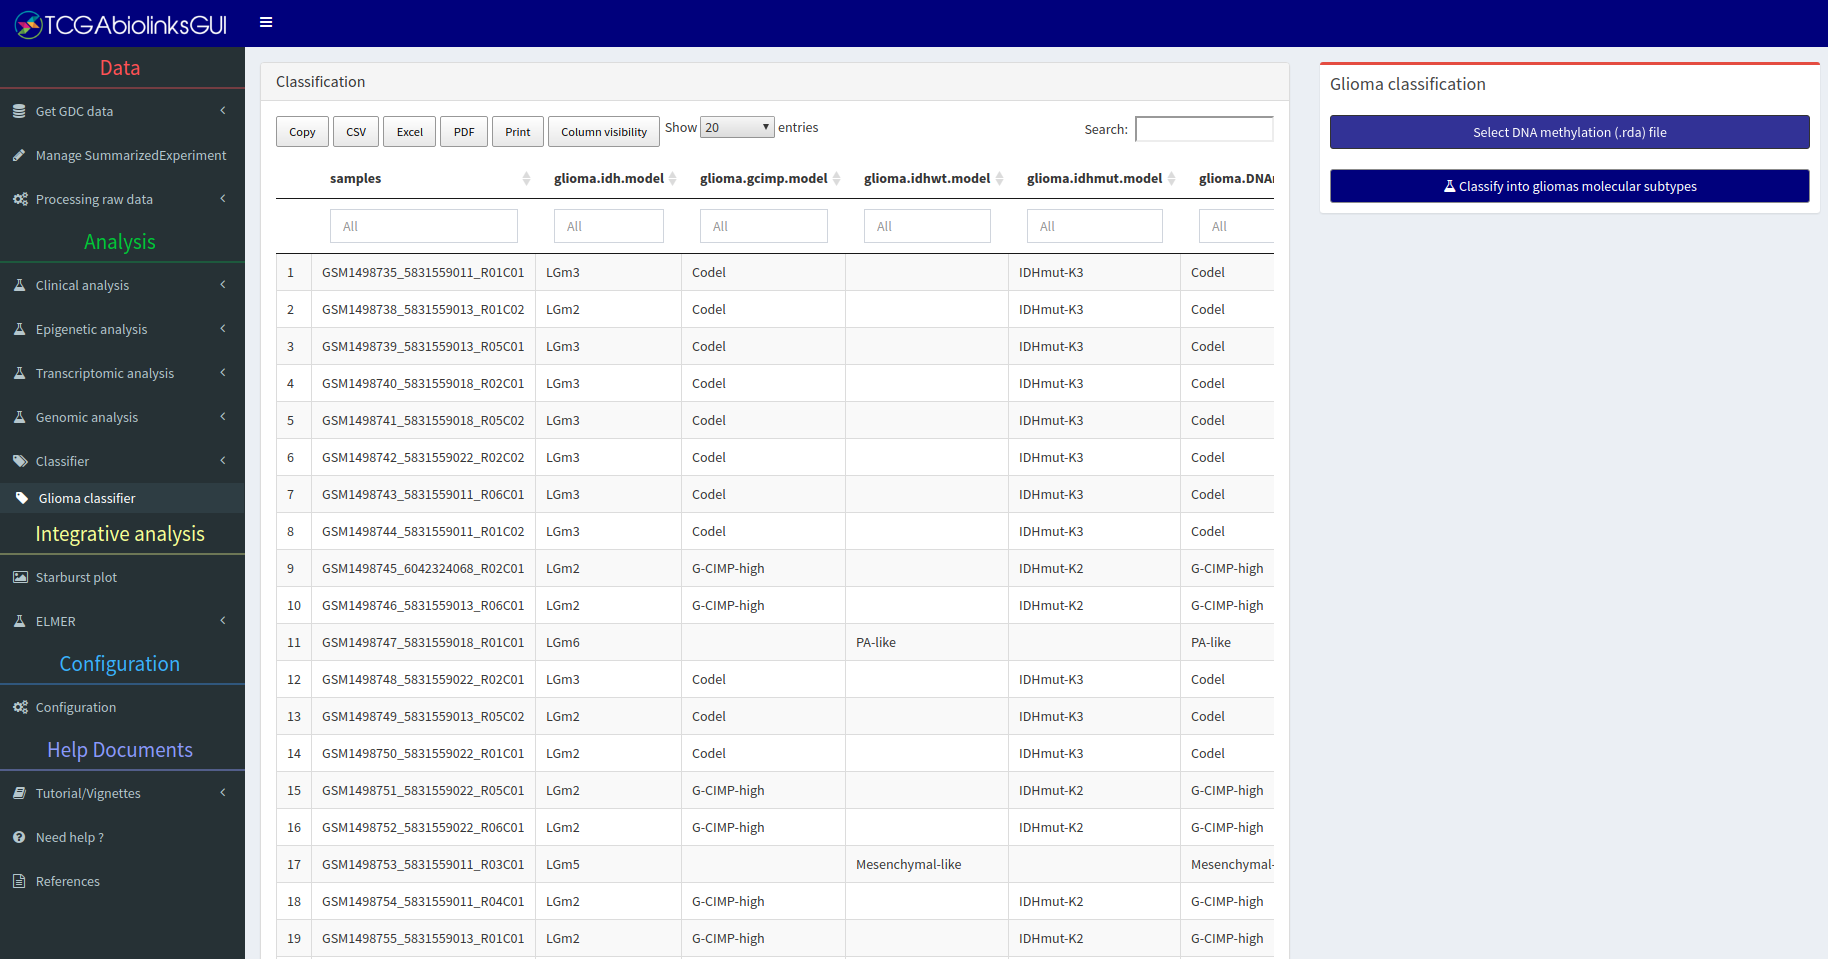 TCGAbiolinksGUI
Data
Get GDC data
Manage SummarizedExperiment
Processing raw data
Analysis
Clinical analysis
Epigenetic analysis
Transcriptomic analysis
Genomic analysis
Classifier
Glioma classifier
Integrative analysis
Starburst plot
ELMER
Configuration
Configuration
Help Documents
Tutorial/Vignettes
Need help ?
References
Classification
Copy CSV Excel PDF Print Column visibility Show 20 entries Search:
samples glioma.idh.model glioma.gcimp.model glioma.idhwt.model glioma.idhmut.model glioma.DNA
All All All All All All
1 GSM1498735_5831559011_R01C01 LGm3 Codel IDHmut-K3 Codel
2 GSM1498738_5831559013_R01C02 LGm2 Codel IDHmut-K3 Codel
3 GSM1498739_5831559013_R05C01 LGm3 Codel IDHmut-K3 Codel
4 GSM1498740_5831559018_R02C01 LGm3 Codel IDHmut-K3 Codel
5 GSM1498741_5831559018_R05C02 LGm3 Codel IDHmut-K3 Codel
6 GSM1498742_5831559022_R02C02 LGm3 Codel IDHmut-K3 Codel
7 GSM1498743_5831559011_R06C01 LGm3 Codel IDHmut-K3 Codel
8 GSM1498744_5831559011_R01C02 LGm3 Codel IDHmut-K3 Codel
9 GSM1498745_6042324068_R02C01 LGm2 G-CIMP-high IDHmut-K2 G-CIMP-high
10 GSM1498746_5831559013_R06C01 LGm2 G-CIMP-high IDHmut-K2 G-CIMP-high
11 GSM1498747_5831559018_R01C01 LGm6 PA-like PA-like
12 GSM1498748_5831559022_R02C01 LGm3 Codel IDHmut-K3 Codel
13 GSM1498749_5831559013_R05C02 LGm2 Codel IDHmut-K3 Codel
14 GSM1498750_5831559022_R01C01 LGm2 Codel IDHmut-K3 Codel
15 GSM1498751_5831559022_R05C01 LGm2 G-CIMP-high IDHmut-K2 G-CIMP-high
16 GSM1498752_5831559022_R06C01 LGm2 G-CIMP-high IDHmut-K2 G-CIMP-high
17 GSM1498753_5831559011_R03C01 LGm5 Mesenchymal-like Mesenchymal-
18 GSM1498754_5831559011_R04C01 LGm2 G-CIMP-high IDHmut-K2 G-CIMP-high
19 GSM1498755_5831559013_R01C01 LGm2 G-CIMP-high IDHmut-K2 G-CIMP-high
Glioma classification
Select DNA methylation (.rda) file
Classify into gliomas molecular subtypes